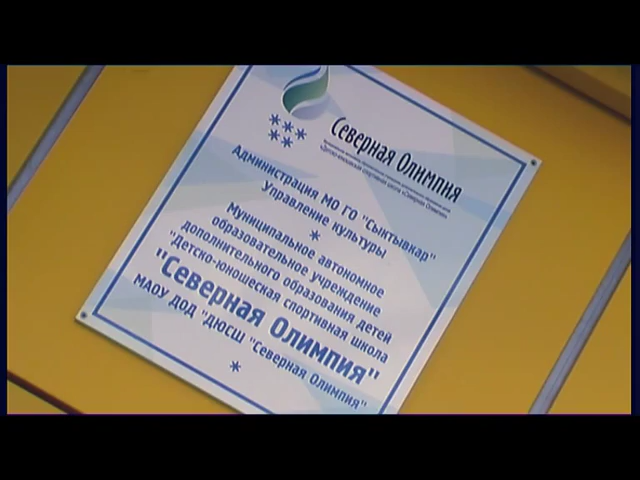 Северная Олимпия
Администрация МО ГО "Сыктывкар"
Управление культуры
*
Муниципальное автономное
образовательное учреждение
дополнительного образования детей
"Детско-юношеская спортивная школа
"Северная Олимпия"
МАОУ ДОД "ДЮСШ "Северная Олимпия"
*